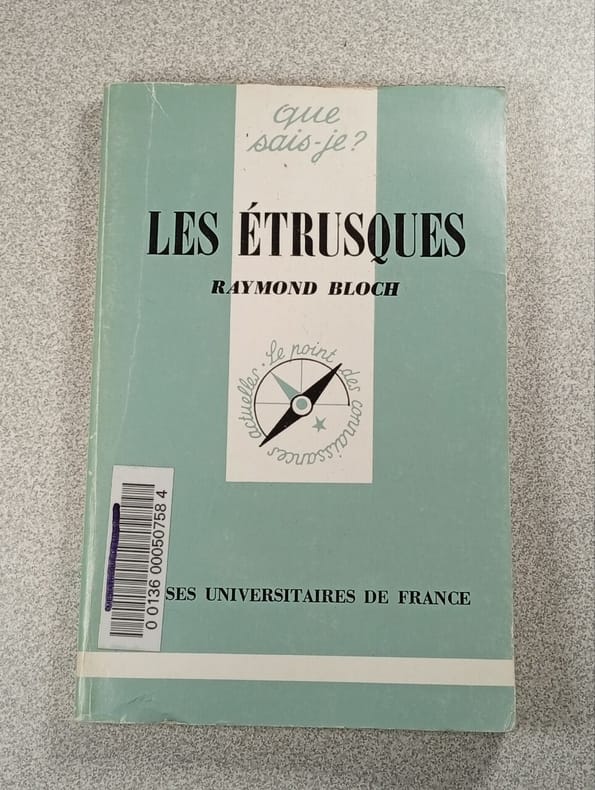 que
sais-je?
LES ÉTRUSQUES
RAYMOND BLOCH
Le point des connaissances actuelles
0 0136 00050758 4
SES UNIVERSITAIRES DE FRANCE